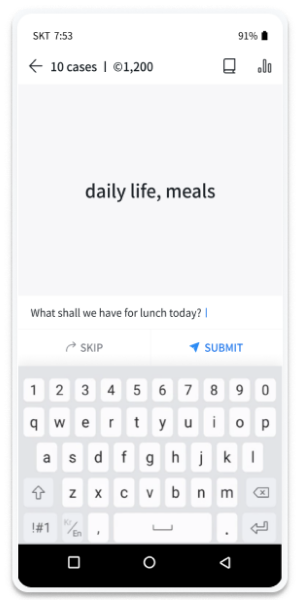 SKT 7:53 91%
10 cases | ©1,200
daily life, meals
What shall we have for lunch today?
SKIP SUBMIT
1 2 3 4 5 6 7 8 9 0
q w e r t y u i o p
a s d f g h j k l
z x c v b n m
!#1 En , .